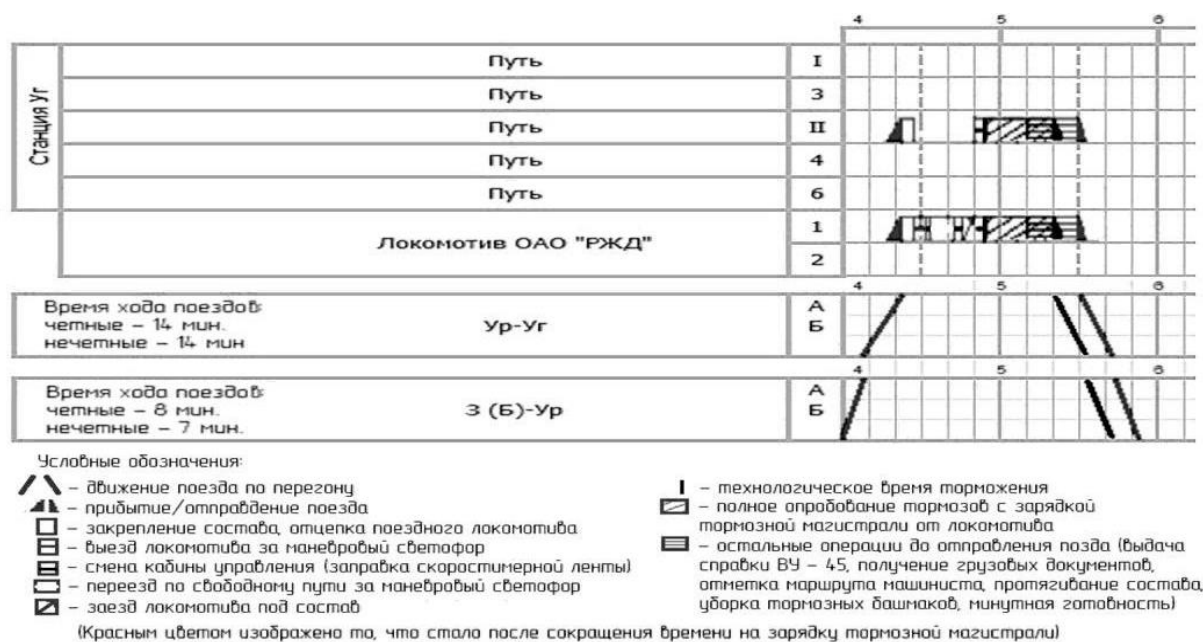 4 5 6
Станция Уг
Путь I
Путь 3
Путь II
Путь 4
Путь 6
Локомотив ОАО "РЖД" 1
2
4 5 6
Время хода поездов:
четные – 14 мин.
нечетные – 14 мин
Ур-Уг
А
Б
4 5 6
Время хода поездов:
четные – 8 мин.
нечетные – 7 мин.
З (Б)-Ур
А
Б
Условные обозначения:
– движение поезда по перегону
– прибытие/отправдение поезда
– закрепление состава, отцепка поездного локомотива
– выезд локомотива за маневровый светофор
– смена кабины управления (заправка скоростимерной ленты)
– переезд по свободному пути за маневровый светофор
– заезд локомотива под состав
– технологическое время торможения
– полное опробование тормозов с зарядкой
тормозной магистрали от локомотива
– остальные операции до отправления позда (выдача
справки ВУ – 45, получение грузовых документов,
отметка маршрута машиниста, протягивание состава,
уборка тормозных башмаков, минутная готовность)
(Красным цветом изображено то, что стало после сокращения времени на зарядку тормозной магистрали)